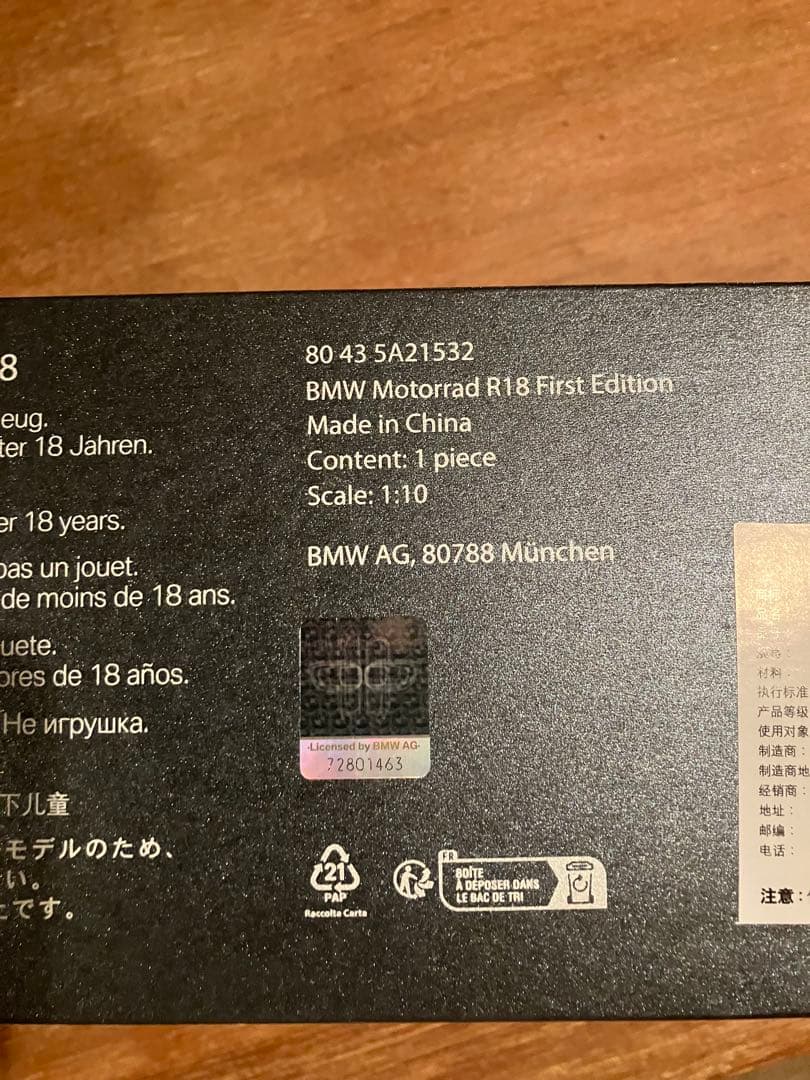 8
eug.
ter 18 Jahren.
er 18 years.
pas un jouet.
de moins de 18 ans.
uete.
ores de 18 años.
Не игрушка.
下儿童
モデルのため、
い。
とです。
80 43 5A21532
BMW Motorrad R18 First Edition
Made in China
Content: 1 piece
Scale: 1:10
BMW AG, 80788 München
·Licensed by BMW AG·
72801463
21
PAP
Raccolta Carta
FR
BOÎTE
À DÉPOSER DANS
LE BAC DE TRI
材料：
执行标准
产品等级
使用对象
制造商：
制造商地
经销商：
地址：
邮编：
电话：
注意：